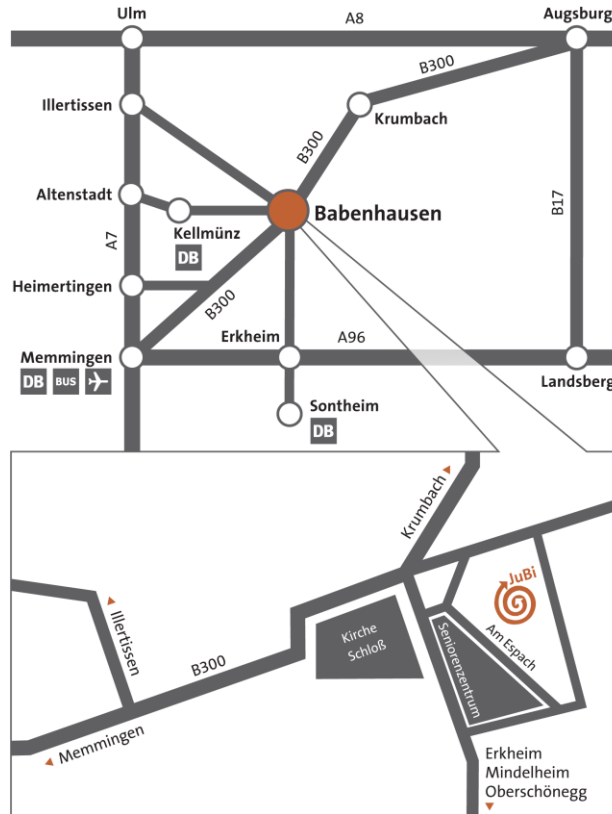 Ulm
A8
Augsburg
B300
Illertissen
Krumbach
B300
Altenstadt
B17
Babenhausen
Kellmünz
A7
DB
Heimertingen
B300
Erkheim
A96
Memmingen
DB
BUS
Landsberg
Sontheim
DB
Krumbach
JuBi
Illertissen
Am Espach
Kirche
Schloß
Seniorenzentrum
B300
Memmingen
Erkheim
Mindelheim
Oberschönegg